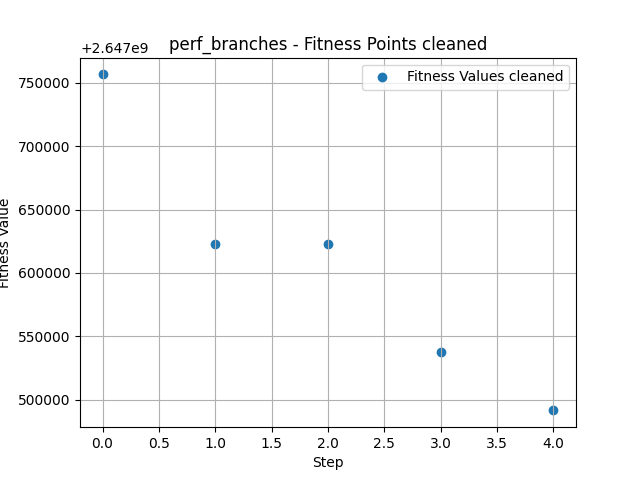 perf_branches - Fitness Points cleaned
+2.647e9
Fitness Values cleaned
750000
700000
650000
600000
550000
500000
Fitness Value
0.0 0.5 1.0 1.5 2.0 2.5 3.0 3.5 4.0
Step